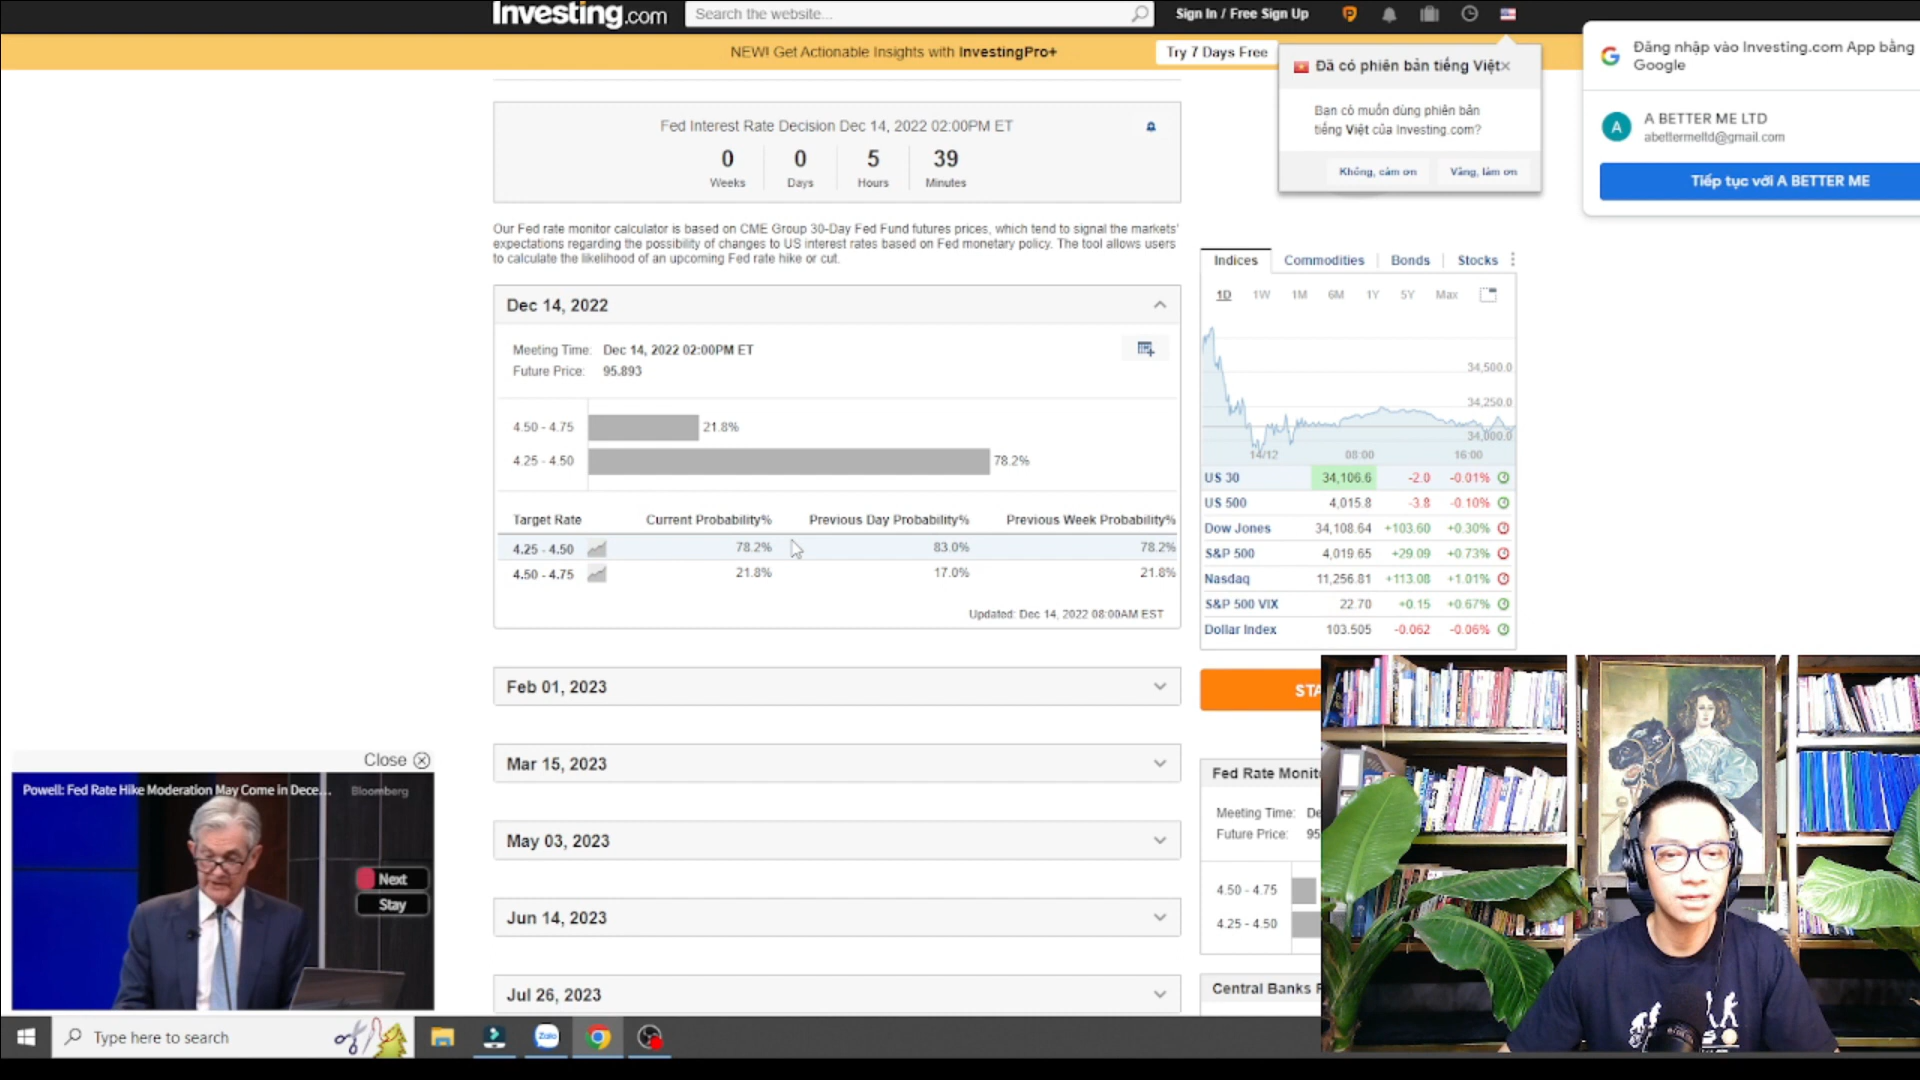 Investing.com
Search the website...
Sign In / Free Sign Up
NEW! Get Actionable Insights with InvestingPro+
Try 7 Days Free
Đã có phiên bản tiếng Việt
Bạn có muốn dùng phiên bản
tiếng Việt của Investing.com?
Không, cảm ơn
Vâng, làm ơn
Đăng nhập vào Investing.com App bằng
Google
A
A BETTER ME LTD
abettermeltd@gmail.com
Tiếp tục với A BETTER ME
Fed Interest Rate Decision Dec 14, 2022 02:00PM ET
0 0 5 39
Weeks Days Hours Minutes
Our Fed rate monitor calculator is based on CME Group 30-Day Fed Fund futures prices, which tend to signal the markets'
expectations regarding the possibility of changes to US interest rates based on Fed monetary policy. The tool allows users
to calculate the likelihood of an upcoming Fed rate hike or cut.
Dec 14, 2022
Meeting Time: Dec 14, 2022 02:00PM ET
Future Price: 95.893
4.50 - 4.75 21.8%
4.25 - 4.50 78.2%
Target Rate Current Probability% Previous Day Probability% Previous Week Probability%
4.25 - 4.50 78.2% 83.0% 78.2%
4.50 - 4.75 21.8% 17.0% 21.8%
Updated: Dec 14, 2022 08:00AM EST
Feb 01, 2023
Mar 15, 2023
May 03, 2023
Jun 14, 2023
Jul 26, 2023
Indices Commodities Bonds Stocks
1D 1W 1M 6M 1Y 5Y Max
34,500.0
34,250.0
34,000.0
14/12 08:00 16:00
US 30 34,106.6 -2.0 -0.01%
US 500 4,015.8 -3.8 -0.10%
Dow Jones 34,108.64 +103.60 +0.30%
S&P 500 4,019.65 +29.09 +0.73%
Nasdaq 11,256.81 +113.08 +1.01%
S&P 500 VIX 22.70 +0.15 +0.67%
Dollar Index 103.505 -0.062 -0.06%
STA
Fed Rate Monit
Meeting Time: De
Future Price: 95
4.50 - 4.75
4.25 - 4.50
Central Banks
Close
Powell: Fed Rate Hike Moderation May Come in Dece...
Bloomberg
Next
Stay
Type here to search
Zalo